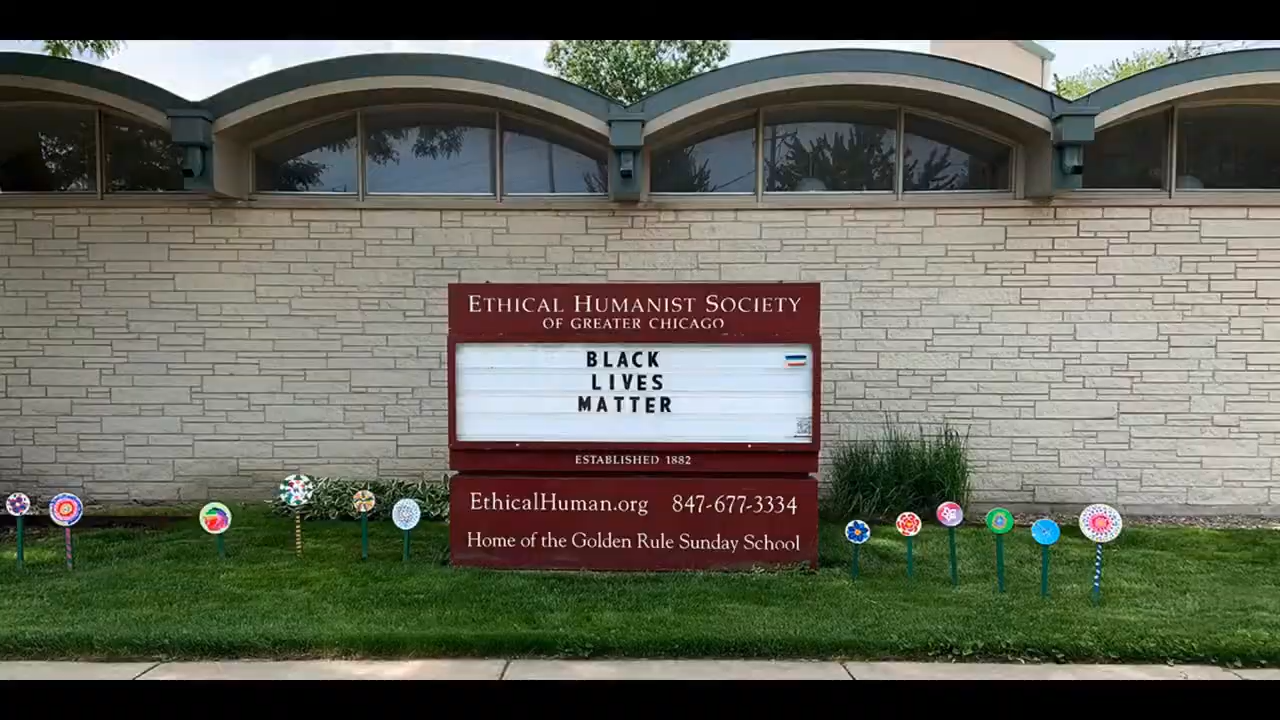 ETHICAL HUMANIST SOCIETY
OF GREATER CHICAGO
BLACK
LIVES
MATTER
ESTABLISHED 1882
EthicalHuman.org 847-677-3334
Home of the Golden Rule Sunday School